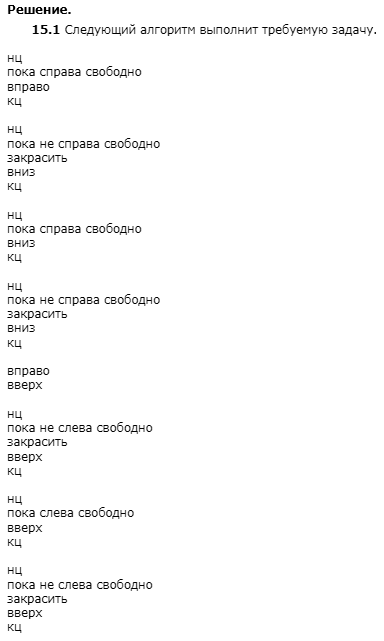 Решение.
15.1 Следующий алгоритм выполнит требуемую задачу.
нц
пока справа свободно
вправо
кц
нц
пока не справа свободно
закрасить
вниз
кц
нц
пока справа свободно
вниз
кц
нц
пока не справа свободно
закрасить
вниз
кц
вправо
вверх
нц
пока не слева свободно
закрасить
вверх
кц
нц
пока слева свободно
вверх
кц
нц
пока не слева свободно
закрасить
вверх
кц